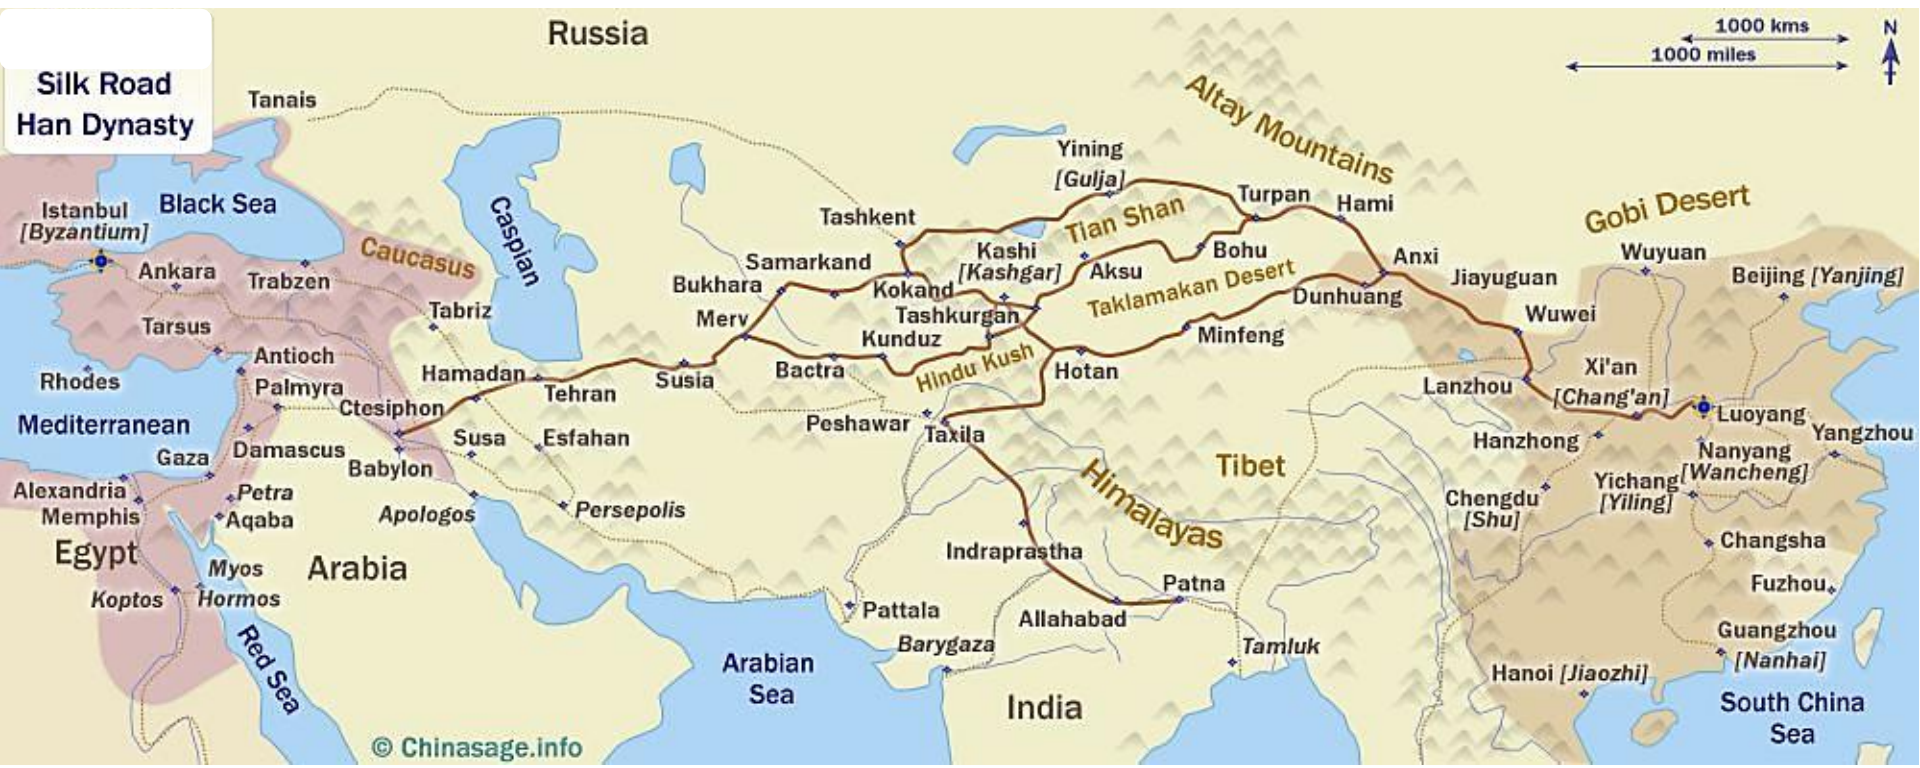 Silk Road
Han Dynasty
Russia
1000 kms
1000 miles
N
Tanais
Altay Mountains
Yining
[Gulja]
Black Sea
Istanbul
[Byzantium]
Caspian
Tashkent
Tian Shan
Turpan
Hami
Gobi Desert
Caucasus
Ankara
Trabzen
Samarkand
Bukhara
Kokand
Kashi
[Kashgar]
Aksu
Bohu
Anxi
Jiayuguan
Wuyuan
Beijing [Yanjing]
Taklamakan Desert
Dunhuang
Tabriz
Tarsus
Merv
Tashkurgan
Kunduz
Minfeng
Wuwei
Antioch
Hamadan
Tehran
Susia
Bactra
Hindu Kush
Hotan
Rhodes
Palmyra
Ctesiphon
Lanzhou
Xi'an
[Chang'an]
Luoyang
Mediterranean
Damascus
Gaza
Babylon
Susa
Esfahan
Peshawar
Taxila
Himalayas
Tibet
Hanzhong
Nanyang
[Wancheng]
Yangzhou
Alexandria
Memphis
Petra
Aqaba
Apologos
Persepolis
Chengdu
[Shu]
Yichang
[Yiling]
Egypt
Arabia
Indraprastha
Changsha
Koptos
Myos
Hormos
Pattala
Allahabad
Patna
Fuzhou
Red Sea
Arabian
Sea
Barygaza
Tamluk
Guangzhou
[Nanhai]
Hanoi [Jiaozhi]
India
South China
Sea
© Chinasage.info